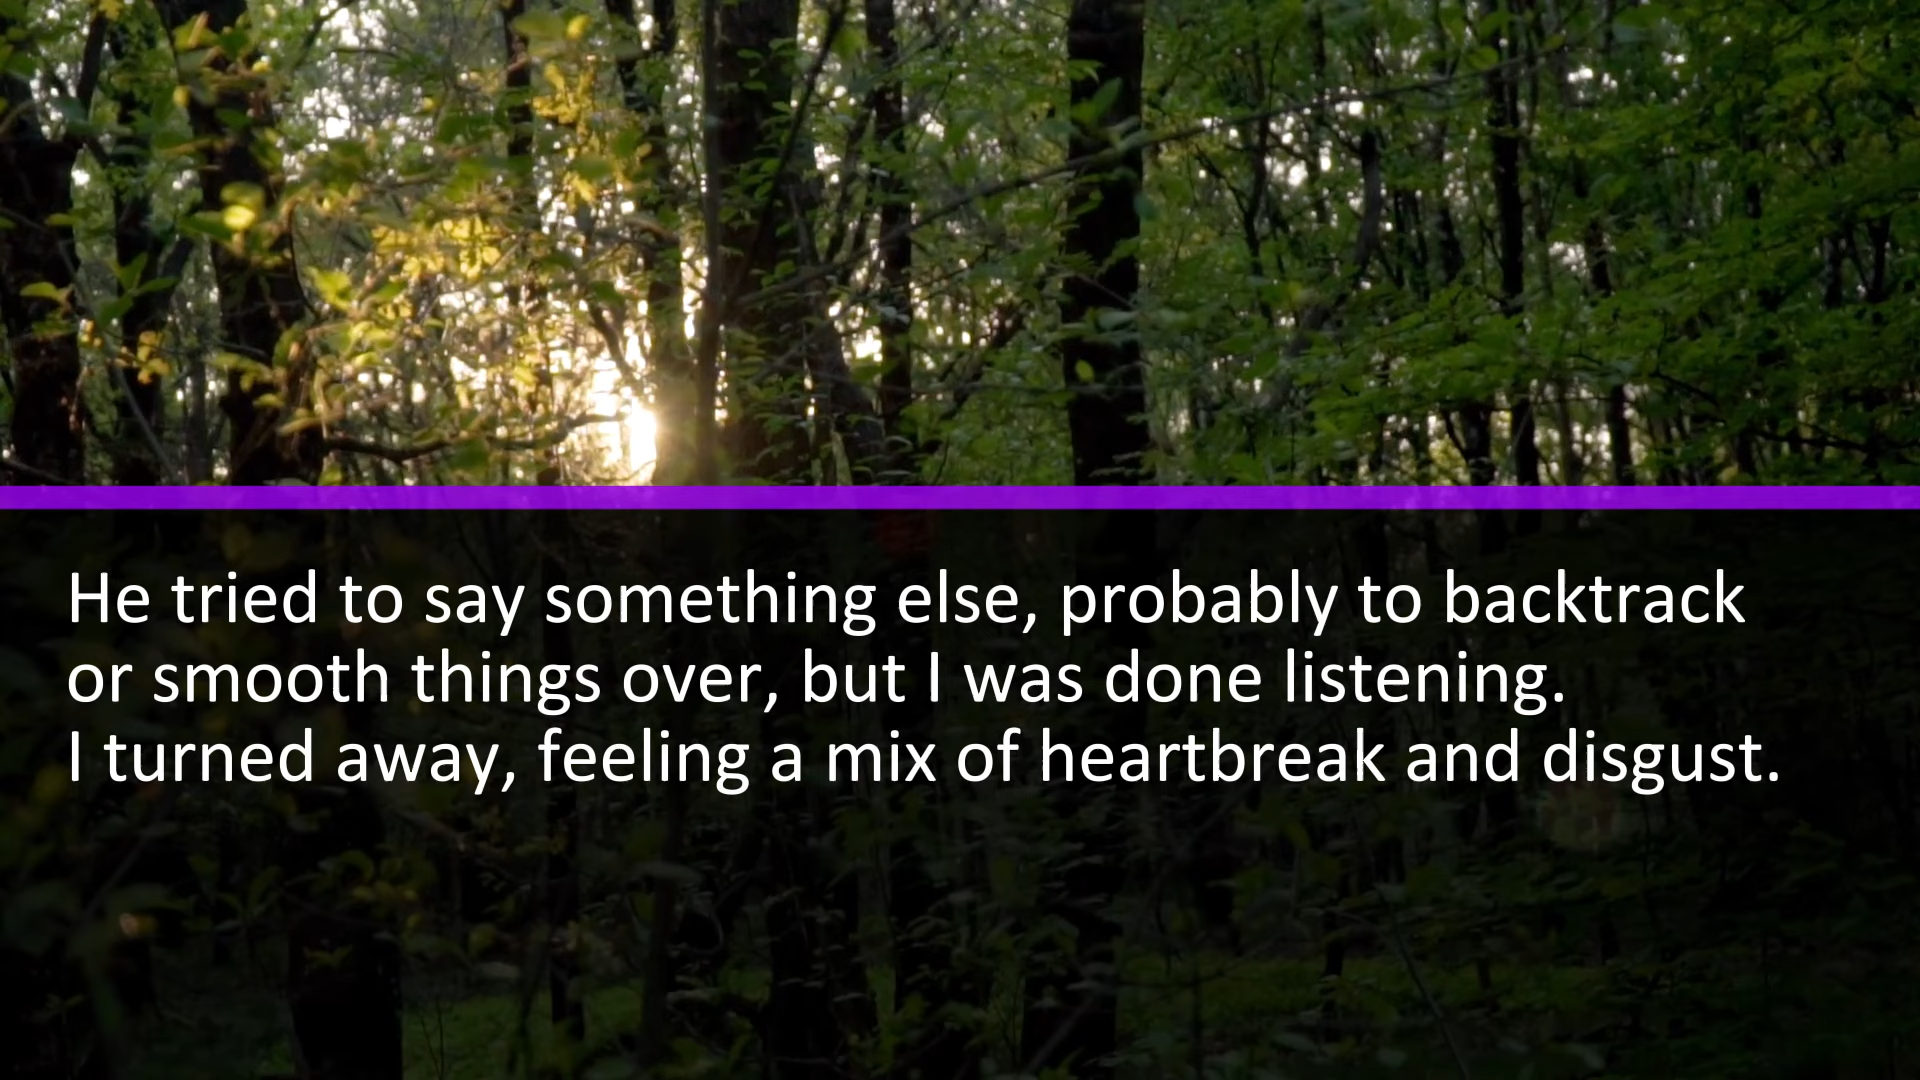 He tried to say something else, probably to backtrack
or smooth things over, but I was done listening.
I turned away, feeling a mix of heartbreak and disgust.